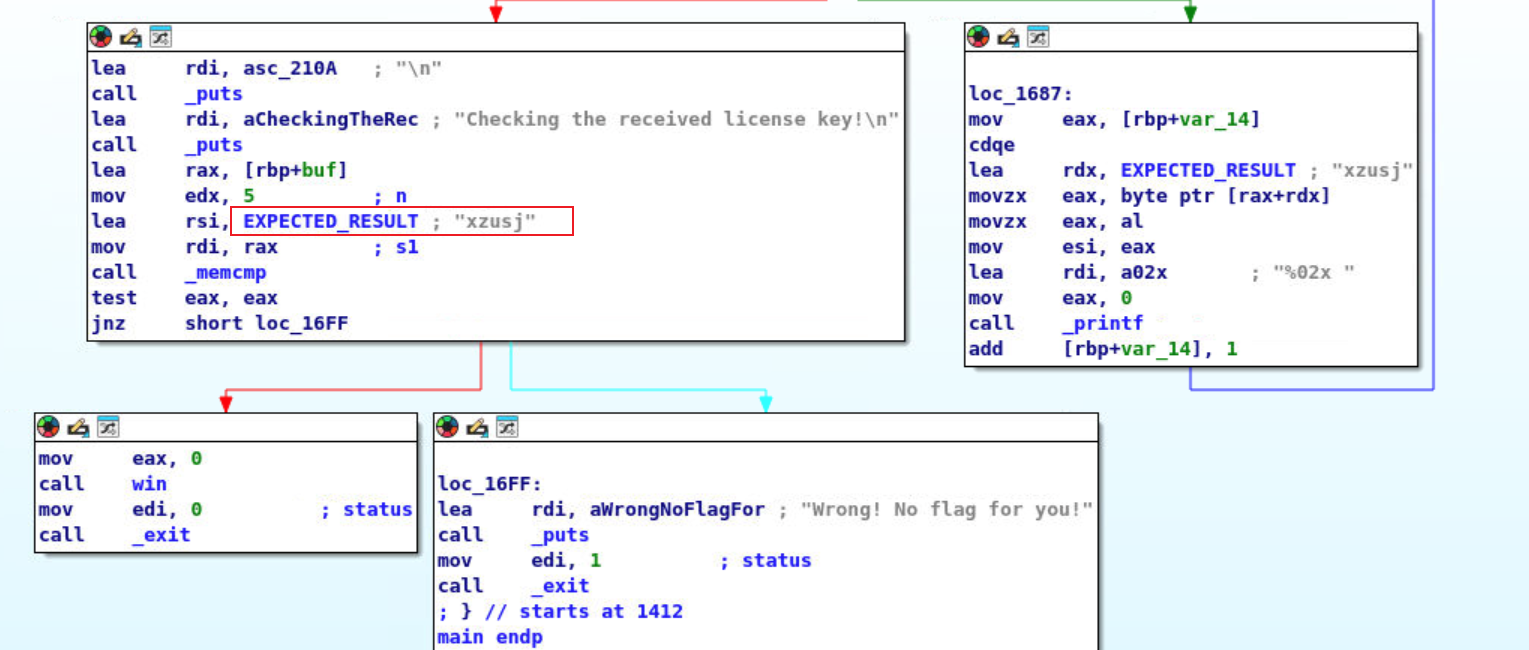 lea rdi, asc_210A ; "\n"
call _puts
lea rdi, aCheckingTheRec ; "Checking the received license key!\n"
call _puts
lea rax, [rbp+buf]
mov edx, 5 ; n
lea rsi, EXPECTED_RESULT ; "xzusj"
mov rdi, rax ; s1
call _memcmp
test eax, eax
jnz short loc_16FF
loc_1687:
mov eax, [rbp+var_14]
cdqe
lea rdx, EXPECTED_RESULT ; "xzusj"
movzx eax, byte ptr [rax+rdx]
movzx eax, al
mov esi, eax
lea rdi, a02x ; "%02x "
mov eax, 0
call _printf
add [rbp+var_14], 1
mov eax, 0
call win
mov edi, 0 ; status
call _exit
loc_16FF:
lea rdi, aWrongNoFlagFor ; "Wrong! No flag for you!"
call _puts
mov edi, 1 ; status
call _exit
; } // starts at 1412
main endp